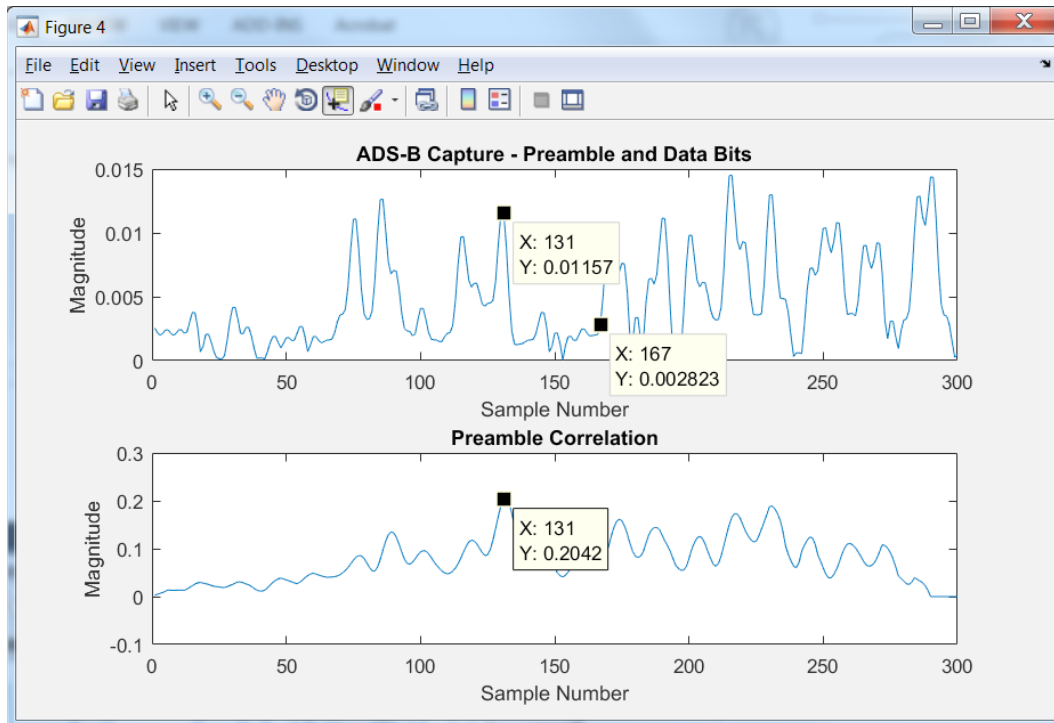 Figure 4
File Edit View Insert Tools Desktop Window Help
ADS-B Capture - Preamble and Data Bits
0.015
0.01
0.005
0
Magnitude
X: 131
Y: 0.01157
X: 167
Y: 0.002823
0 50 100 150 200 250 300
Sample Number
Preamble Correlation
0.3
0.2
0.1
0
-0.1
Magnitude
X: 131
Y: 0.2042
0 50 100 150 200 250 300
Sample Number